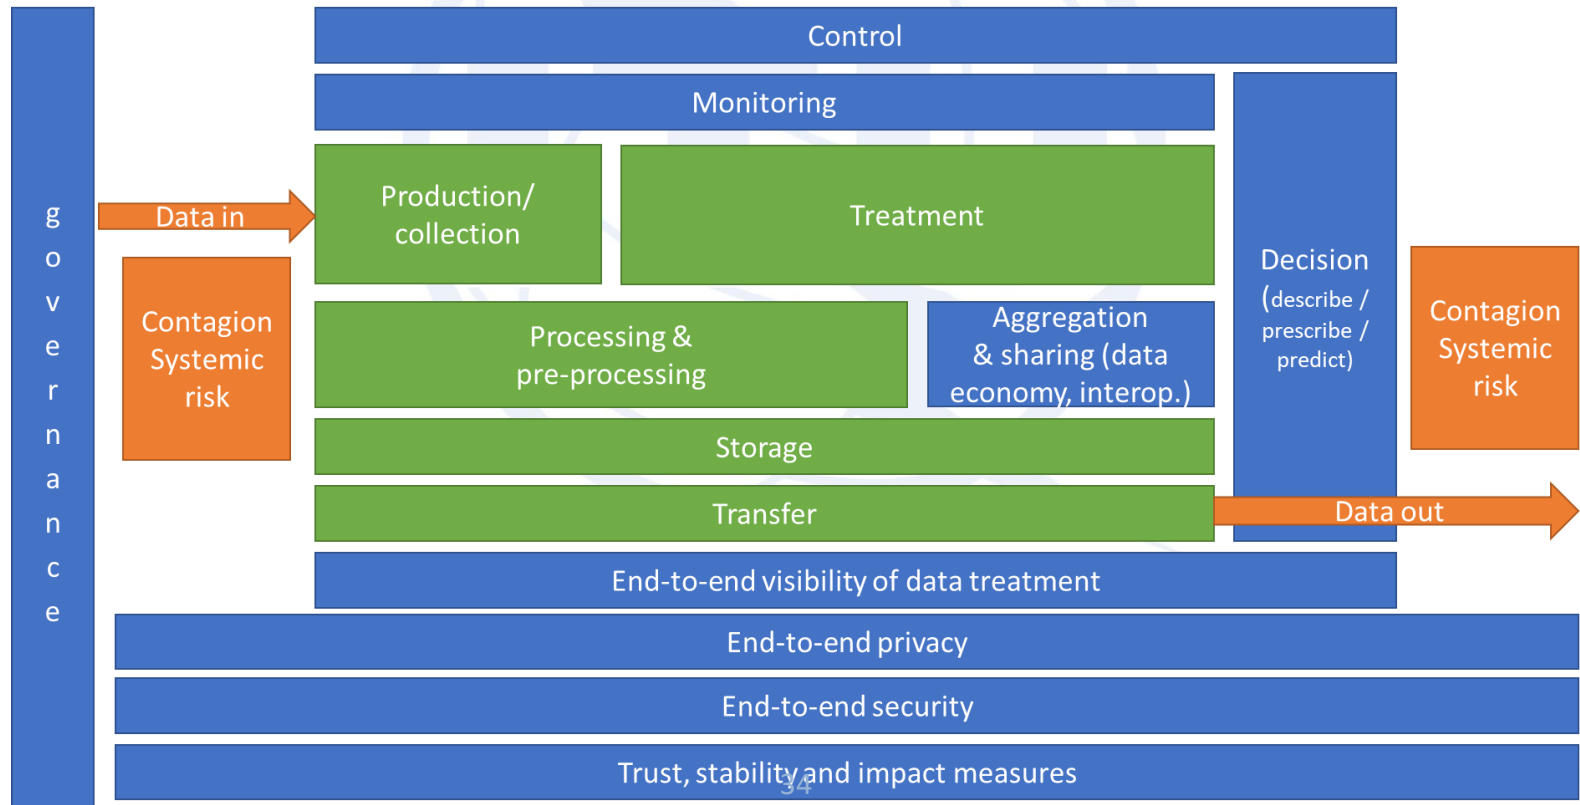 Control
Monitoring
governance
Data in
Production/
collection
Treatment
Contagion
Systemic
risk
Processing &
pre-processing
Aggregation
& sharing (data
economy, interop.)
Decision
(describe /
prescribe /
predict)
Contagion
Systemic
risk
Storage
Transfer
Data out
End-to-end visibility of data treatment
End-to-end privacy
End-to-end security
Trust, stability and impact measures
34